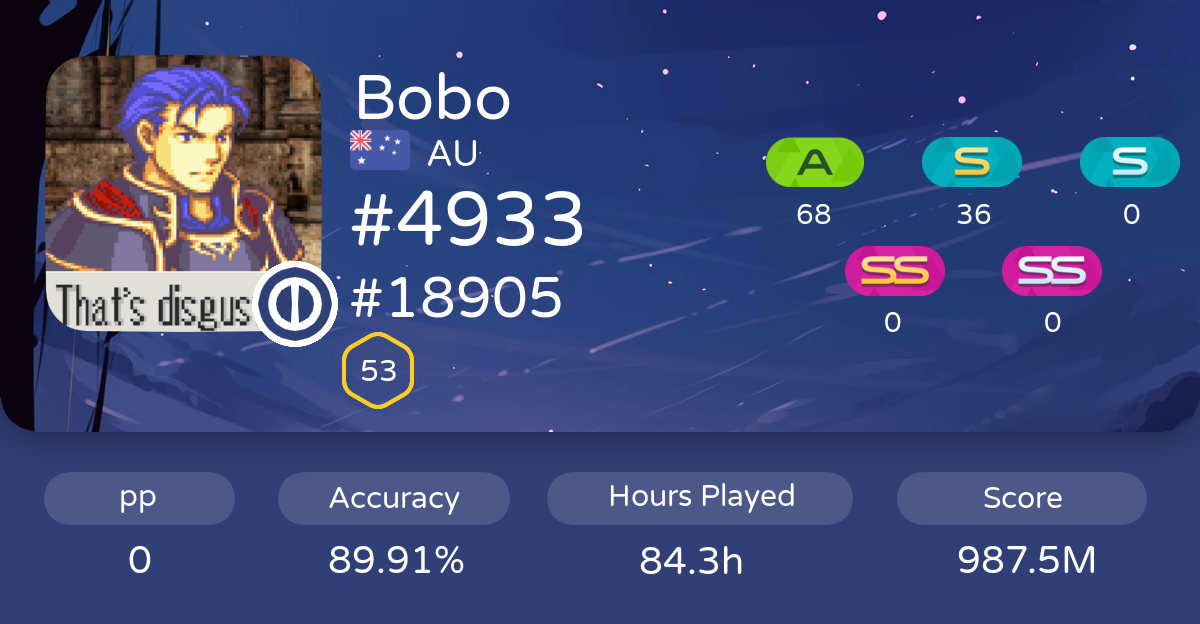 Bobo
AU
#4933
#18905
53
That's disgus
A
S
S
68
36
0
SS
SS
0
0
pp
Accuracy
Hours Played
Score
0
89.91%
84.3h
987.5M